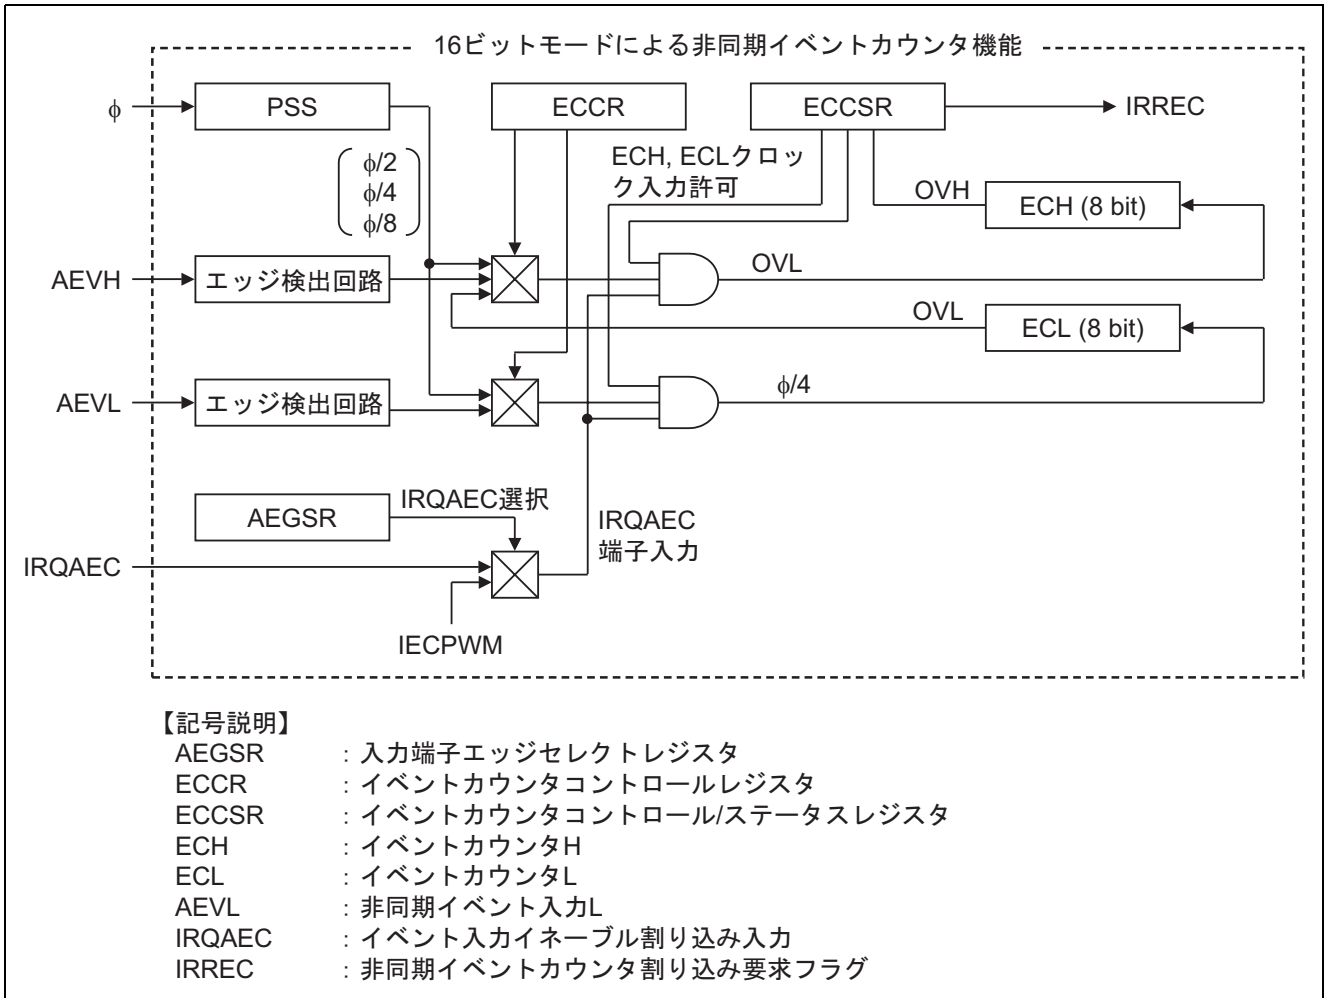 16ビットモードによる非同期イベントカウンタ機能
ϕ
PSS
ECCR
ECCSR
IRREC
ϕ/2
ϕ/4
ϕ/8
ECH, ECLクロッ
ク入力許可
OVH
ECH (8 bit)
AEVH
エッジ検出回路
OVL
OVL
ECL (8 bit)
AEVL
エッジ検出回路
ϕ/4
AEGSR
IRQAEC選択
IRQAEC
端子入力
IRQAEC
IECPWM
【記号説明】
AEGSR : 入力端子エッジセレクトレジスタ
ECCR : イベントカウンタコントロールレジスタ
ECCSR : イベントカウンタコントロール/ステータスレジスタ
ECH : イベントカウンタH
ECL : イベントカウンタL
AEVL : 非同期イベント入力L
IRQAEC : イベント入力イネーブル割り込み入力
IRREC : 非同期イベントカウンタ割り込み要求フラグ